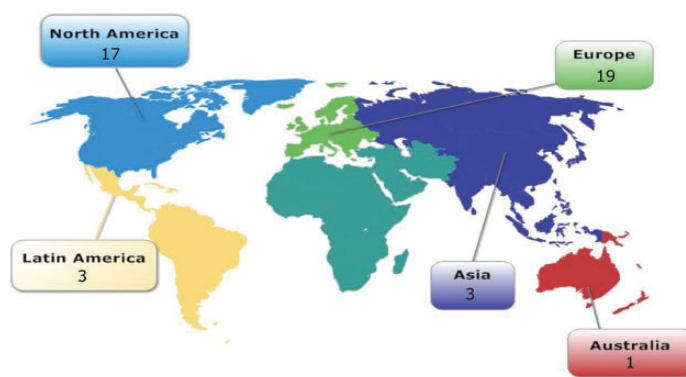 North America
17
Europe
19
Latin America
3
Asia
3
Australia
1